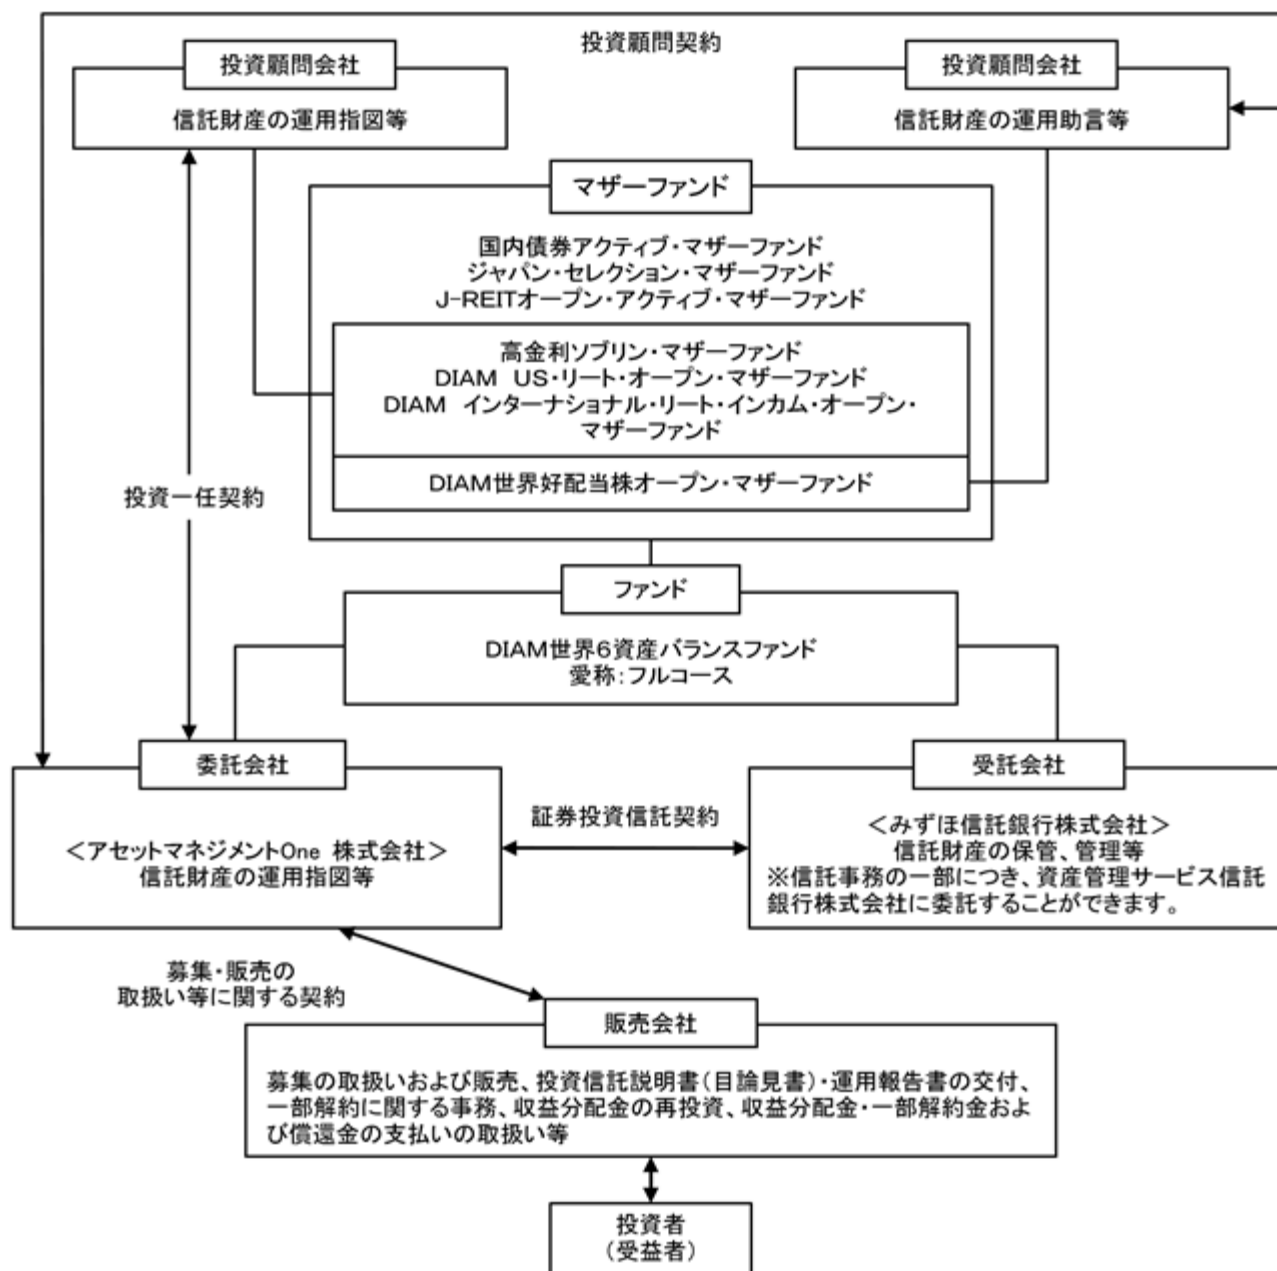 投資顧問契約
投資顧問会社
信託財産の運用指図等
投資顧問会社
信託財産の運用助言等
マザーファンド
国内債券アクティブ・マザーファンド
ジャパン・セレクション・マザーファンド
J-REITオープン・アクティブ・マザーファンド
高金利ソブリン・マザーファンド
DIAM US・リート・オープン・マザーファンド
DIAM インターナショナル・リート・インカム・オープン・
マザーファンド
DIAM世界好配当株オープン・マザーファンド
投資一任契約
ファンド
DIAM世界6資産バランスファンド
愛称：フルコース
委託会社
＜アセットマネジメントOne 株式会社＞
信託財産の運用指図等
証券投資信託契約
受託会社
＜みずほ信託銀行株式会社＞
信託財産の保管、管理等
※信託事務の一部につき、資産管理サービス信託
銀行株式会社に委託することができます。
募集・販売の
取扱い等に関する契約
販売会社
募集の取扱いおよび販売、投資信託説明書（目論見書）・運用報告書の交付、
一部解約に関する事務、収益分配金の再投資、収益分配金・一部解約金およ
び償還金の支払いの取扱い等
投資者
（受益者）